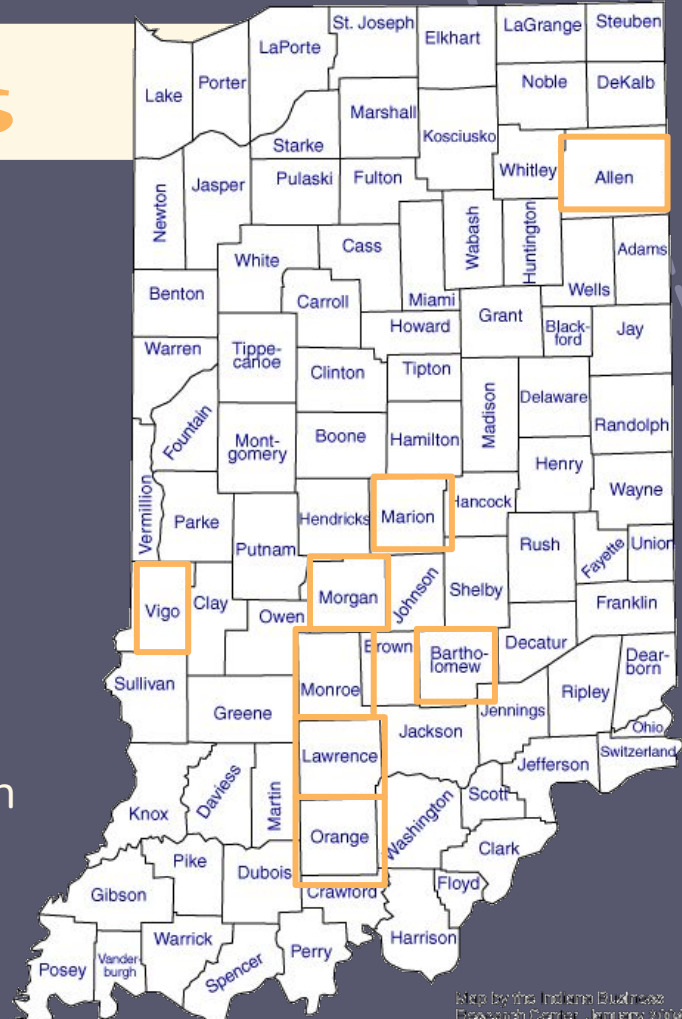 s
St. Joseph
LaGrange
Steuben
LaPorte
Elkhart
Lake
Porter
Noble
DeKalb
Marshall
Starke
Kosciusko
Whitley
Allen
Newton
Jasper
Pulaski
Fulton
Wabash
Huntington
White
Cass
Adams
Benton
Carroll
Miami
Wells
Grant
Howard
Black-
ford
Jay
Warren
Tippe-
canoe
Clinton
Tipton
Madison
Delaware
Fountain
Randolph
Mont-
gomery
Boone
Hamilton
Henry
Wayne
Vermillion
Parke
Hendricks
Marion
Hancock
Putnam
Rush
Fayette
Union
Vigo
Clay
Owen
Morgan
Johnson
Shelby
Franklin
Brown
Bartho-
lomew
Decatur
Dear-
born
Sullivan
Monroe
Ripley
Greene
Jennings
Jackson
Ohio
Lawrence
Jefferson
Switzerland
n
Knox
Daviess
Martin
Scott
Orange
Washington
Clark
Pike
Dubois
Gibson
Crawford
Floyd
Posey
Vander-
burgh
Warrick
Spencer
Perry
Harrison
Map by the Indiana Business
Research Center, January